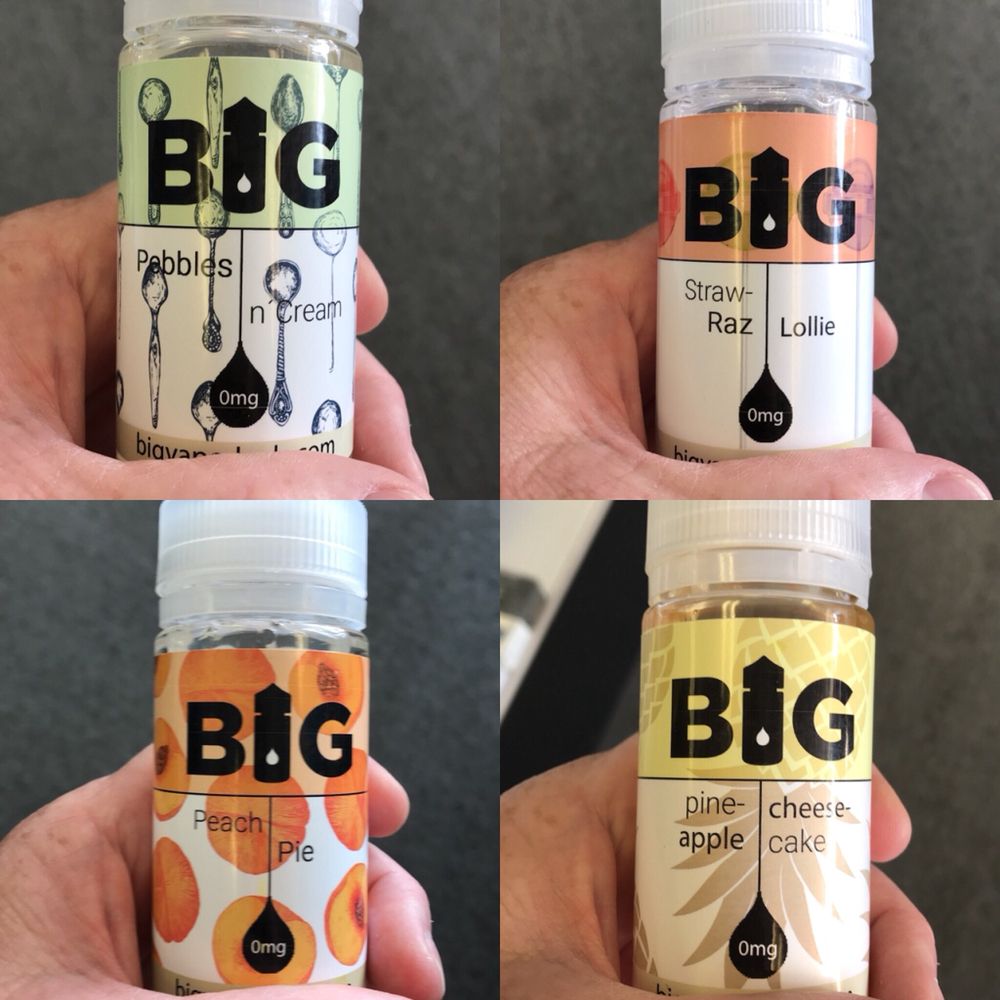 BIG
Pebbles
n´Cream
0mg
BIG
Straw-
Raz
Lollie
0mg
BIG
Peach
Pie
0mg
BIG
pine-
apple
cheese-
cake
0mg